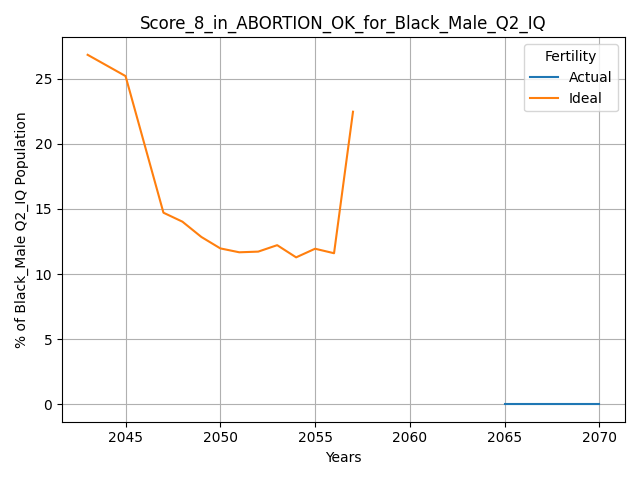 Score_8_in_ABORTION_OK_for_Black_Male_Q2_IQ
Fertility
Actual
Ideal
% of Black_Male Q2_IQ Population
25
20
15
10
5
0
2045 2050 2055 2060 2065 2070
Years